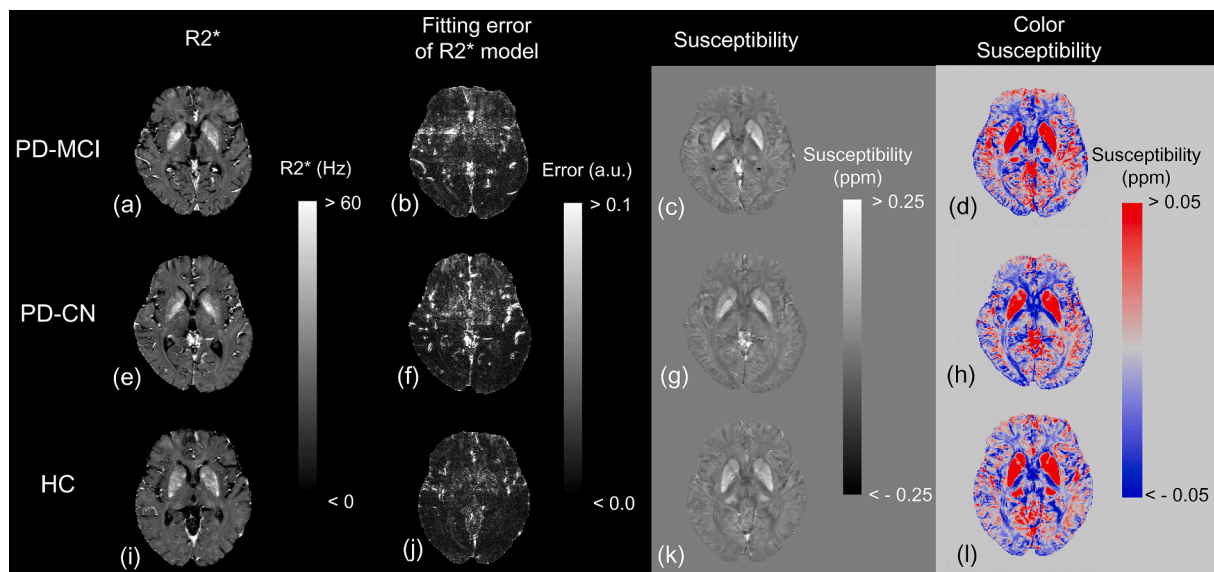 R2*
Fitting error
of R2* model
Susceptibility
Color
Susceptibility
PD-MCI
R2* (Hz)
> 60
(a)
Error (a.u.)
> 0.1
(b)
Susceptibility
(ppm)
> 0.25
(c)
Susceptibility
(ppm)
> 0.05
(d)
PD-CN
(e)
(f)
(g)
(h)
HC
< 0
(i)
< 0.0
(j)
< - 0.25
(k)
< - 0.05
(l)